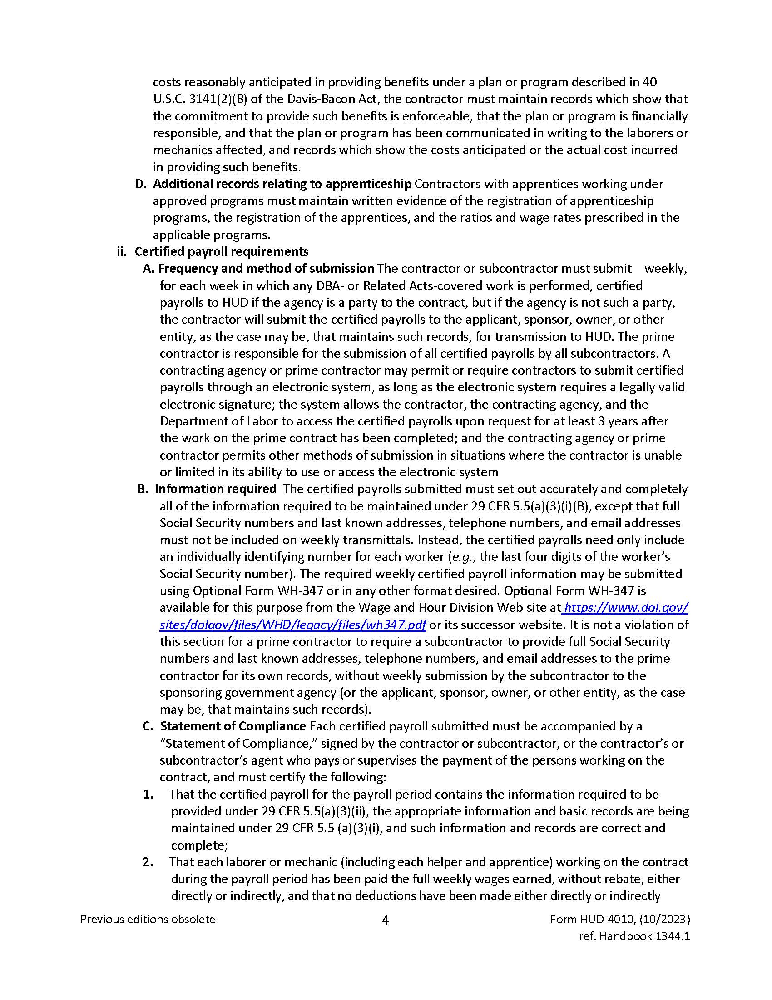 costs reasonably anticipated in providing benefits under a plan or program described in 40
U.S.C. 3141(2)(B) of the Davis-Bacon Act, the contractor must maintain records which show that
the commitment to provide such benefits is enforceable, that the plan or program is financially
responsible, and that the plan or program has been communicated in writing to the laborers or
mechanics affected, and records which show the costs anticipated or the actual cost incurred
in providing such benefits.
D. Additional records relating to apprenticeship Contractors with apprentices working under
approved programs must maintain written evidence of the registration of apprenticeship
programs, the registration of the apprentices, and the ratios and wage rates prescribed in the
applicable programs.
ii. Certified payroll requirements
A. Frequency and method of submission The contractor or subcontractor must submit weekly,
for each week in which any DBA- or Related Acts-covered work is performed, certified
payrolls to HUD if the agency is a party to the contract, but if the agency is not such a party,
the contractor will submit the certified payrolls to the applicant, sponsor, owner, or other
entity, as the case may be, that maintains such records, for transmission to HUD. The prime
contractor is responsible for the submission of all certified payrolls by all subcontractors. A
contracting agency or prime contractor may permit or require contractors to submit certified
payrolls through an electronic system, as long as the electronic system requires a legally valid
electronic signature; the system allows the contractor, the contracting agency, and the
Department of Labor to access the certified payrolls upon request for at least 3 years after
the work on the prime contract has been completed; and the contracting agency or prime
contractor permits other methods of submission in situations where the contractor is unable
or limited in its ability to use or access the electronic system
B. Information required The certified payrolls submitted must set out accurately and completely
all of the information required to be maintained under 29 CFR 5.5(a)(3)(i)(B), except that full
Social Security numbers and last known addresses, telephone numbers, and email addresses
must not be included on weekly transmittals. Instead, the certified payrolls need only include
an individually identifying number for each worker (e.g., the last four digits of the worker’s
Social Security number). The required weekly certified payroll information may be submitted
using Optional Form WH-347 or in any other format desired. Optional Form WH-347 is
available for this purpose from the Wage and Hour Division Web site at https://www.dol.gov/
sites/dolgov/files/WHD/legacy/files/wh347.pdf or its successor website. It is not a violation of
this section for a prime contractor to require a subcontractor to provide full Social Security
numbers and last known addresses, telephone numbers, and email addresses to the prime
contractor for its own records, without weekly submission by the subcontractor to the
sponsoring government agency (or the applicant, sponsor, owner, or other entity, as the case
may be, that maintains such records).
C. Statement of Compliance Each certified payroll submitted must be accompanied by a
“Statement of Compliance,” signed by the contractor or subcontractor, or the contractor’s or
subcontractor’s agent who pays or supervises the payment of the persons working on the
contract, and must certify the following:
1. That the certified payroll for the payroll period contains the information required to be
provided under 29 CFR 5.5(a)(3)(ii), the appropriate information and basic records are being
maintained under 29 CFR 5.5 (a)(3)(i), and such information and records are correct and
complete;
2. That each laborer or mechanic (including each helper and apprentice) working on the contract
during the payroll period has been paid the full weekly wages earned, without rebate, either
directly or indirectly, and that no deductions have been made either directly or indirectly
Previous editions obsolete 4 Form HUD-4010, (10/2023)
ref. Handbook 1344.1